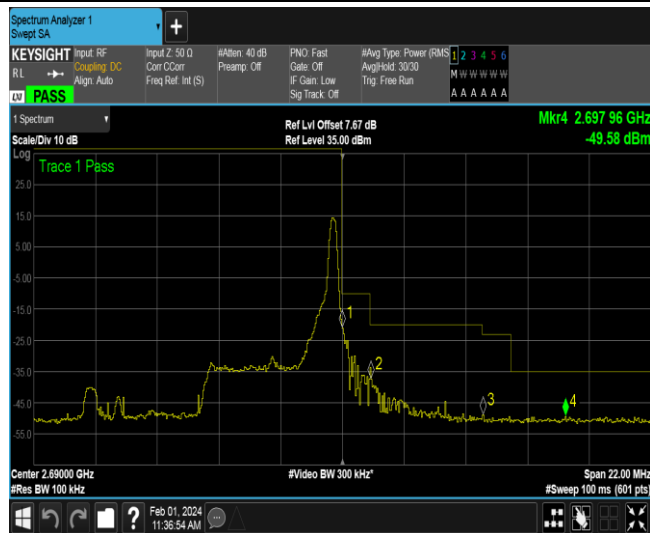 Spectrum Analyzer 1
Swept SA
+
KEYSIGHT
RL
LXI PASS
Input: RF
Coupling: DC
Align: Auto
Input Z: 50 Ω
Corr CCorr
Freq Ref: Int (S)
#Atten: 40 dB
Preamp: Off
PNO: Fast
Gate: Off
IF Gain: Low
Sig Track: Off
#Avg Type: Power (RMS
Avg|Hold: 30/30
Trig: Free Run
1 2 3 4 5 6
M W W W W W
A A A A A A
1 Spectrum
Scale/Div 10 dB
Ref Lvl Offset 7.67 dB
Ref Level 35.00 dBm
Mkr4 2.697 96 GHz
-49.58 dBm
Log
Trace 1 Pass
25.0
15.0
5.00
-5.00
-15.0
-25.0
-35.0
-45.0
-55.0
1
2
3
4
Center 2.69000 GHz
#Video BW 300 kHz*
Span 22.00 MHz
#Res BW 100 kHz
#Sweep 100 ms (601 pts)
?
Feb 01, 2024
11:36:54 AM